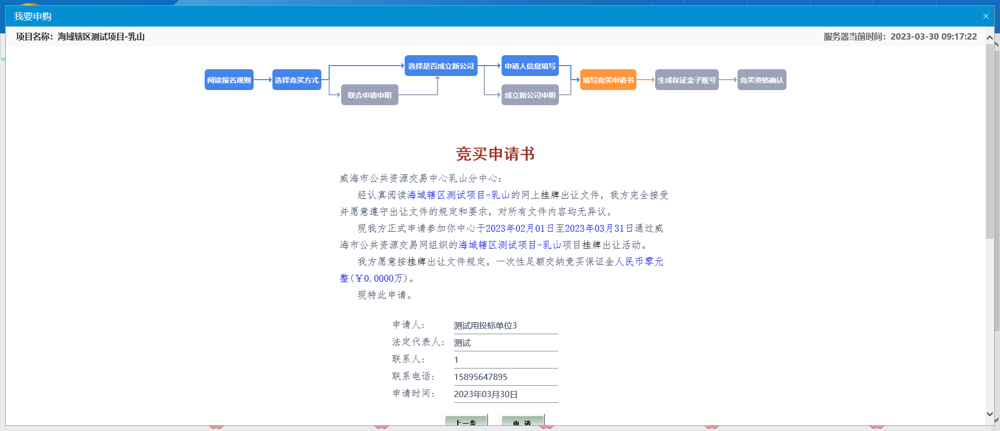 我要申购
项目名称：海域辖区测试项目-乳山
服务器当前时间：2023-03-30 09:17:22
阅读报名规则
选择竞买方式
选择是否成立新公司
联合申请申明
申请人信息填写
成立新公司申明
填写竞买申请书
生成保证金子账号
竞买资格确认
竞买申请书
威海市公共资源交易中心乳山分中心：
经认真阅读海域辖区测试项目-乳山的网上挂牌出让文件，我方完全接受
并愿意遵守出让文件的规定和要求，对所有文件内容均无异议。
现我方正式申请参加你中心于2023年02月01日至2023年03月31日通过威
海市公共资源交易网组织的海域辖区测试项目-乳山项目挂牌出让活动。
我方愿意按挂牌出让文件规定，一次性足额交纳竞买保证金人民币零元
整(￥0.0000万)。
现特此申请。
申请人： 测试用投标单位3
法定代表人： 测试
联系人： 1
联系电话： 15895647895
申请时间： 2023年03月30日
上一步 申 请